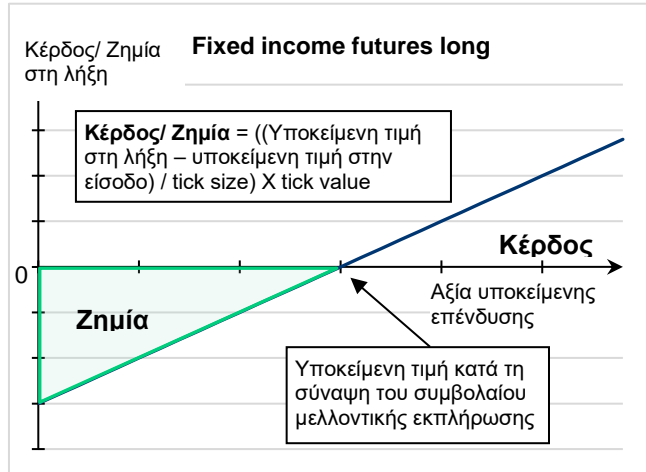 Κέρδος/ Ζημία
στη λήξη
Fixed income futures long
Κέρδος/ Ζημία = ((Υποκείμενη τιμή
στη λήξη – υποκείμενη τιμή στην
είσοδο) / tick size) X tick value
Κέρδος
0
Αξία υποκείμενης
επένδυσης
Ζημία
Υποκείμενη τιμή κατά τη
σύναψη του συμβολαίου
μελλοντικής εκπλήρωσης